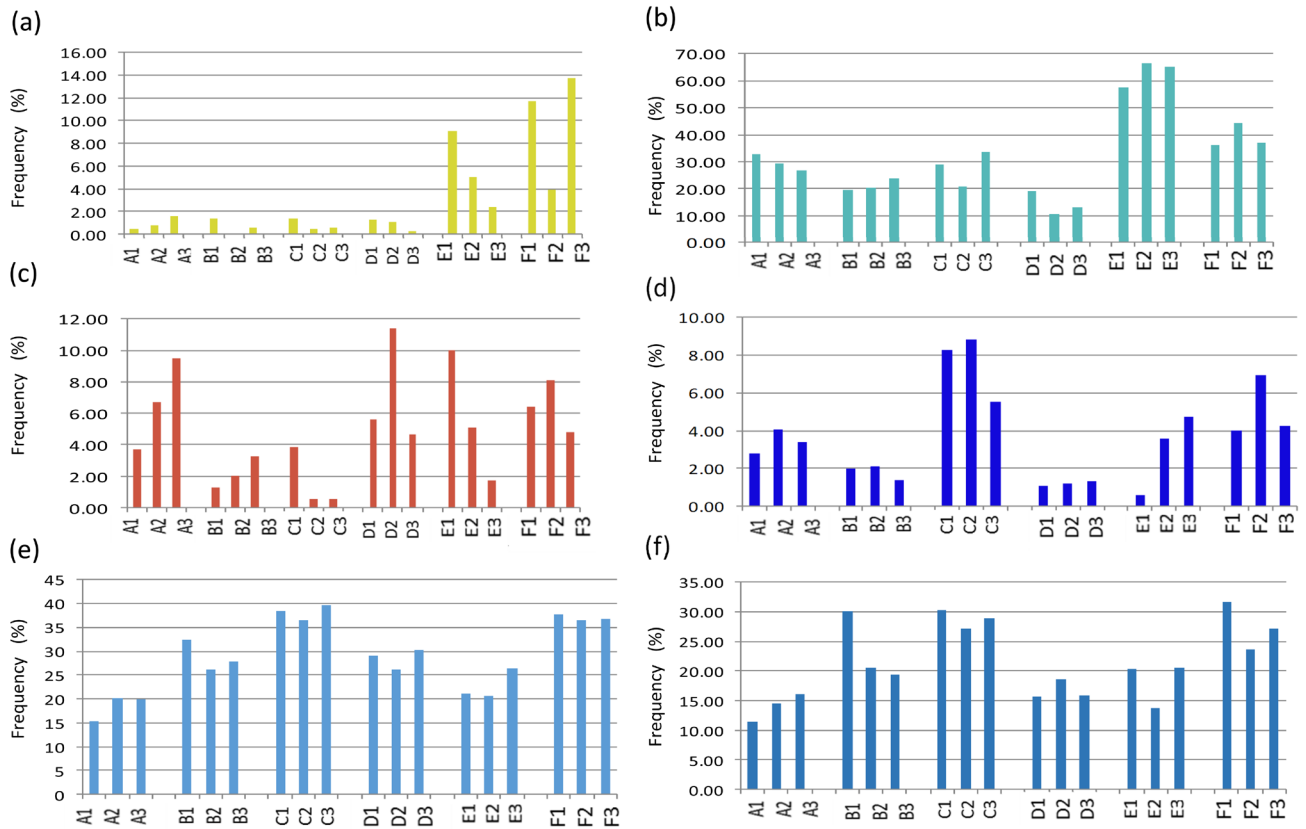 (a)
Frequency (%)
16.00
14.00
12.00
10.00
8.00
6.00
4.00
2.00
0.00
A1 A2 A3 B1 B2 B3 C1 C2 C3 D1 D2 D3 E1 E2 E3 F1 F2 F3
(b)
Frequency (%)
70.00
60.00
50.00
40.00
30.00
20.00
10.00
0.00
A1 A2 A3 B1 B2 B3 C1 C2 C3 D1 D2 D3 E1 E2 E3 F1 F2 F3
(c)
Frequency (%)
12.00
10.00
8.00
6.00
4.00
2.00
0.00
A1 A2 A3 B1 B2 B3 C1 C2 C3 D1 D2 D3 E1 E2 E3 F1 F2 F3
(d)
Frequency (%)
10.00
8.00
6.00
4.00
2.00
0.00
A1 A2 A3 B1 B2 B3 C1 C2 C3 D1 D2 D3 E1 E2 E3 F1 F2 F3
(e)
Frequency (%)
45
40
35
30
25
20
15
10
5
0
A1 A2 A3 B1 B2 B3 C1 C2 C3 D1 D2 D3 E1 E2 E3 F1 F2 F3
(f)
Frequency (%)
35.00
30.00
25.00
20.00
15.00
10.00
5.00
0.00
A1 A2 A3 B1 B2 B3 C1 C2 C3 D1 D2 D3 E1 E2 E3 F1 F2 F3